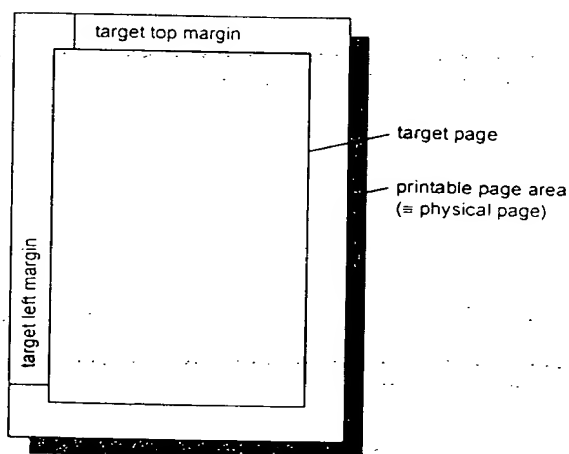 target top margin
target page
printable page area
(≅ physical page)
target left margin